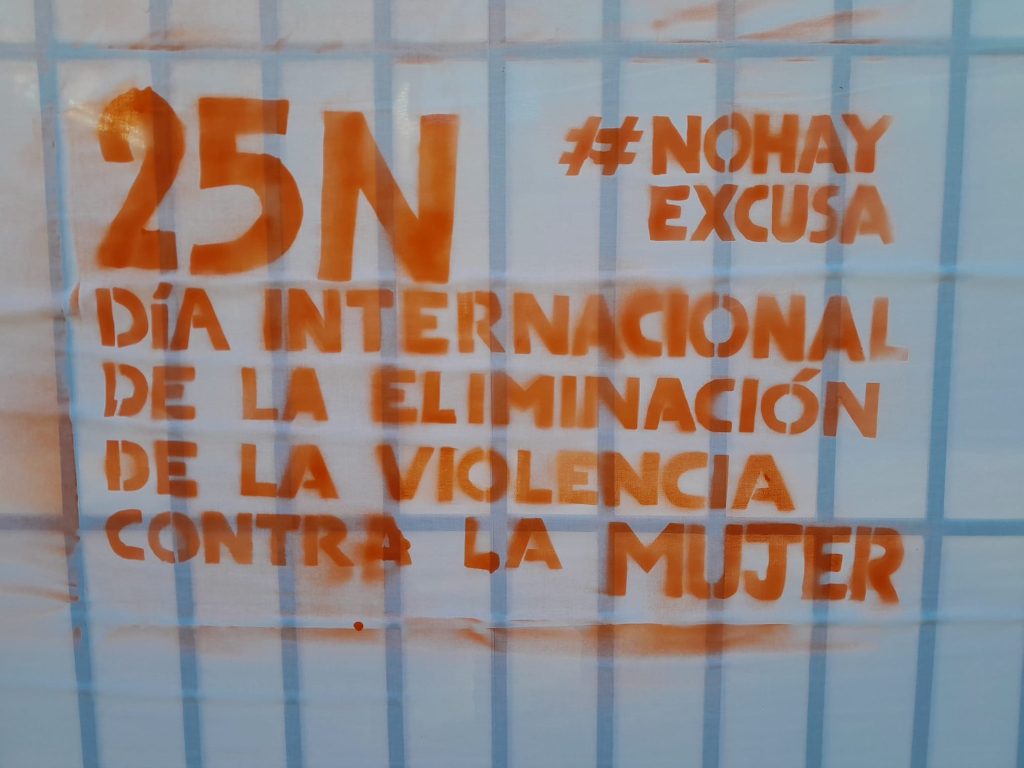 25N
#NOHAY
EXCUSA
DÍA INTERNACIONAL
DE LA ELIMINACIÓN
DE LA VIOLENCIA
CONTRA LA MUJER